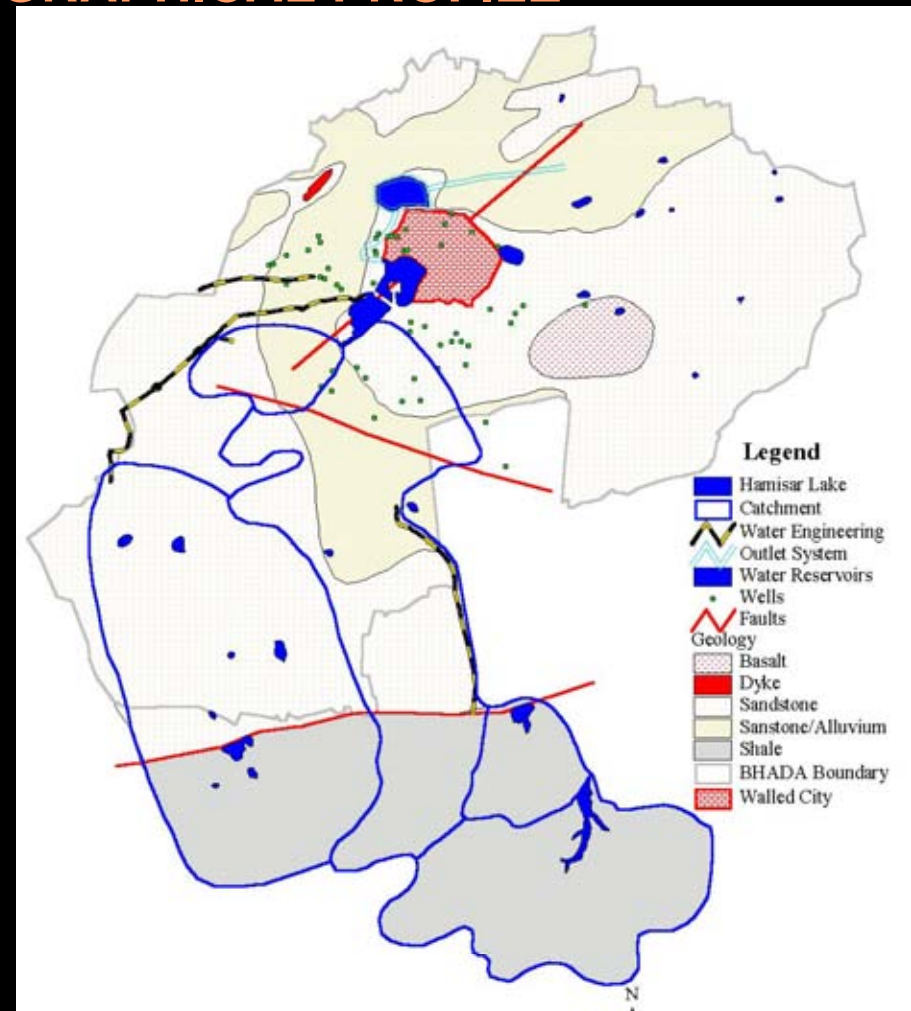 Legend
Hamisar Lake
Catchment
Water Engineering
Outlet System
Water Reservoirs
Wells
Faults
Geology
Basalt
Dyke
Sandstone
Sanstone/Alluvium
Shale
BHADA Boundary
Walled City
N